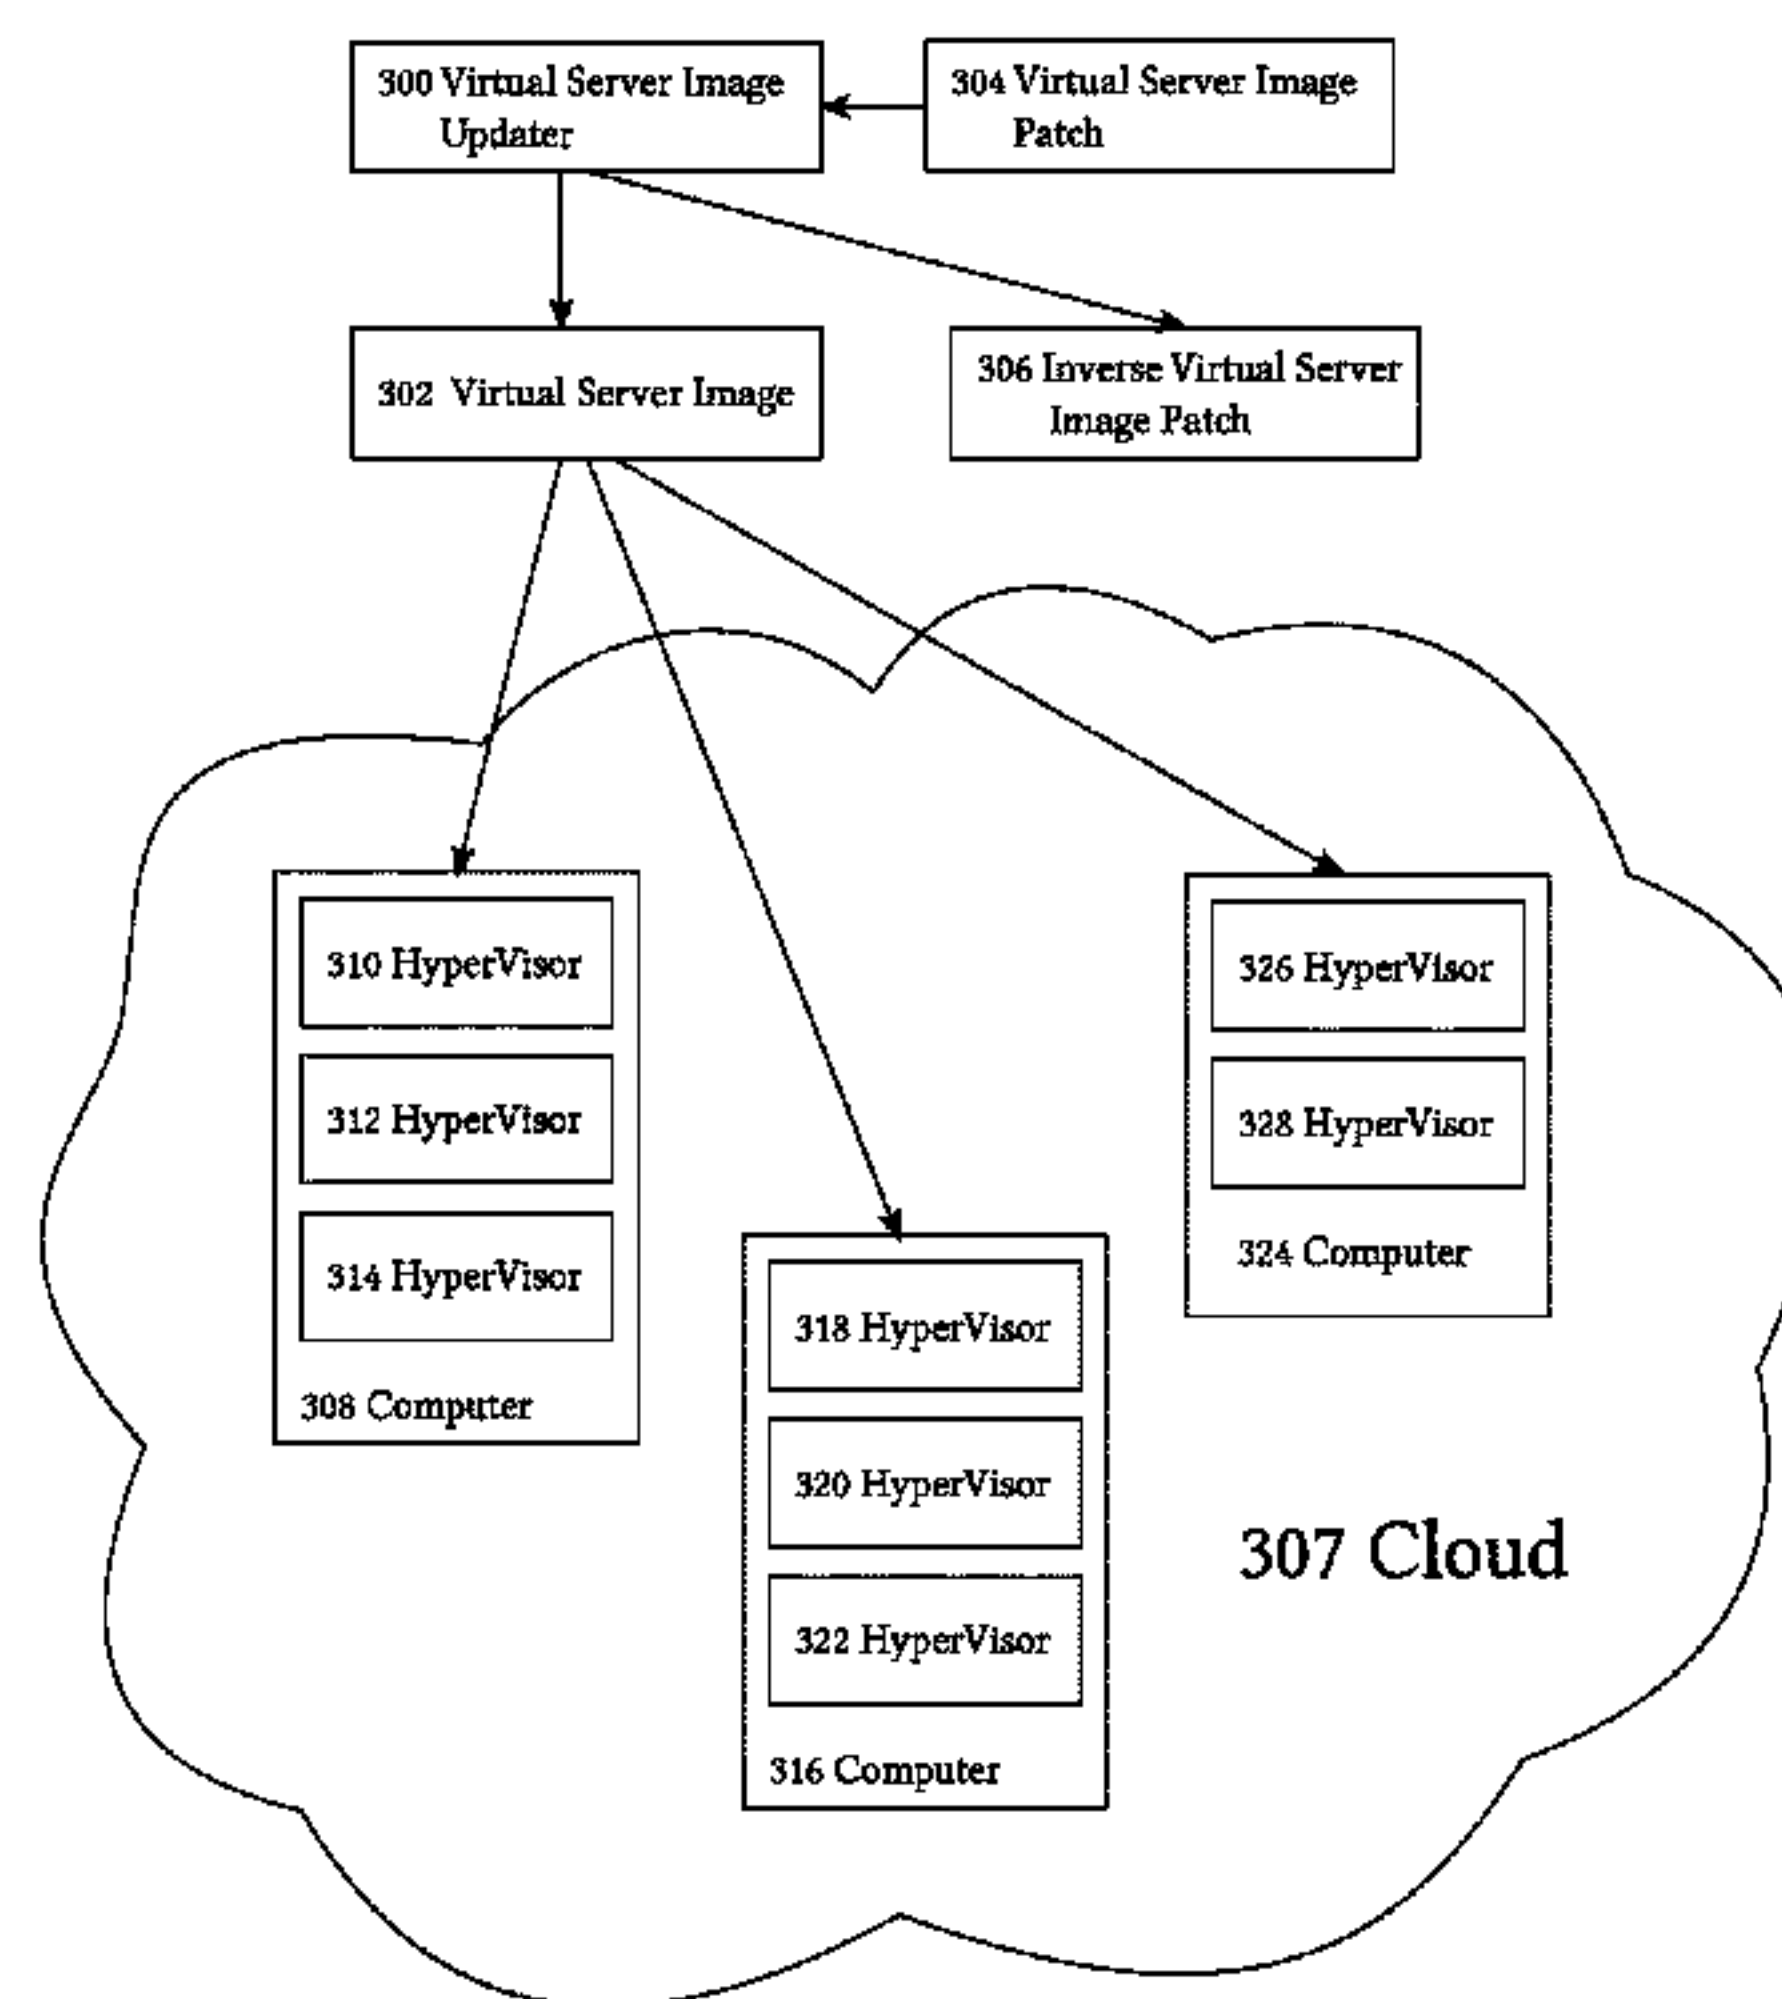 300 Virtual Server Image
Updater
304 Virtual Server Image
Patch
302 Virtual Server Image
306 Inverse Virtual Server
Image Patch
310 HyperVisor
312 HyperVisor
314 HyperVisor
308 Computer
318 HyperVisor
320 HyperVisor
322 HyperVisor
316 Computer
326 HyperVisor
328 HyperVisor
324 Computer
307 Cloud